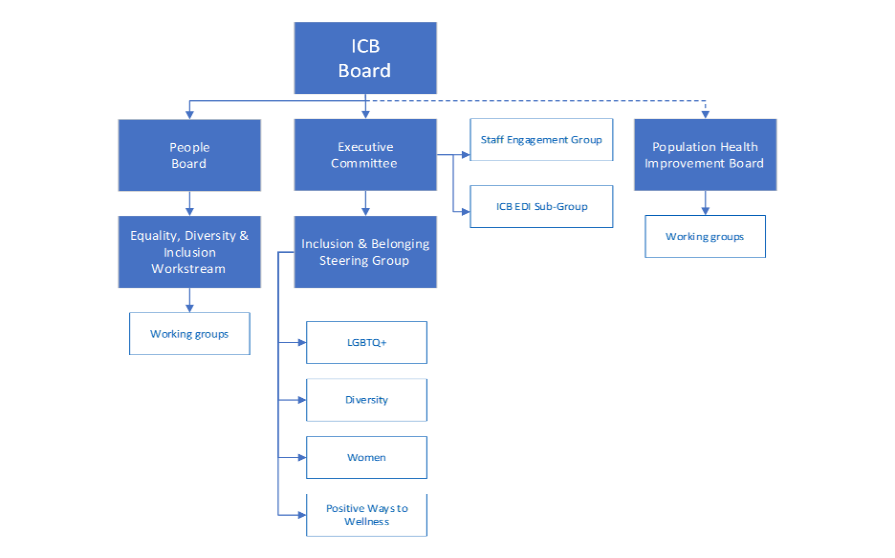 ICB
Board
People
Board
Executive
Committee
Staff Engagement Group
ICB EDI Sub-Group
Population Health
Improvement Board
Working groups
Equality, Diversity &
Inclusion
Workstream
Working groups
Inclusion & Belonging
Steering Group
LGBTQ+
Diversity
Women
Positive Ways to
Wellness